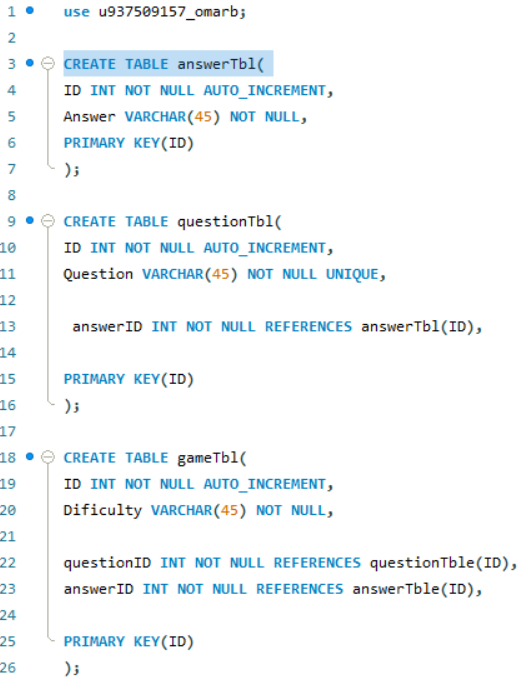 1 use u937509157_omarb;
2
3 CREATE TABLE answerTbl(
4 ID INT NOT NULL AUTO_INCREMENT,
5 Answer VARCHAR(45) NOT NULL,
6 PRIMARY KEY(ID)
7 );
8
9 CREATE TABLE questionTbl(
10 ID INT NOT NULL AUTO_INCREMENT,
11 Question VARCHAR(45) NOT NULL UNIQUE,
12
13 answerID INT NOT NULL REFERENCES answerTbl(ID),
14
15 PRIMARY KEY(ID)
16 );
17
18 CREATE TABLE gameTbl(
19 ID INT NOT NULL AUTO_INCREMENT,
20 Dificulty VARCHAR(45) NOT NULL,
21
22 questionID INT NOT NULL REFERENCES questionTble(ID),
23 answerID INT NOT NULL REFERENCES answerTble(ID),
24
25 PRIMARY KEY(ID)
26 );